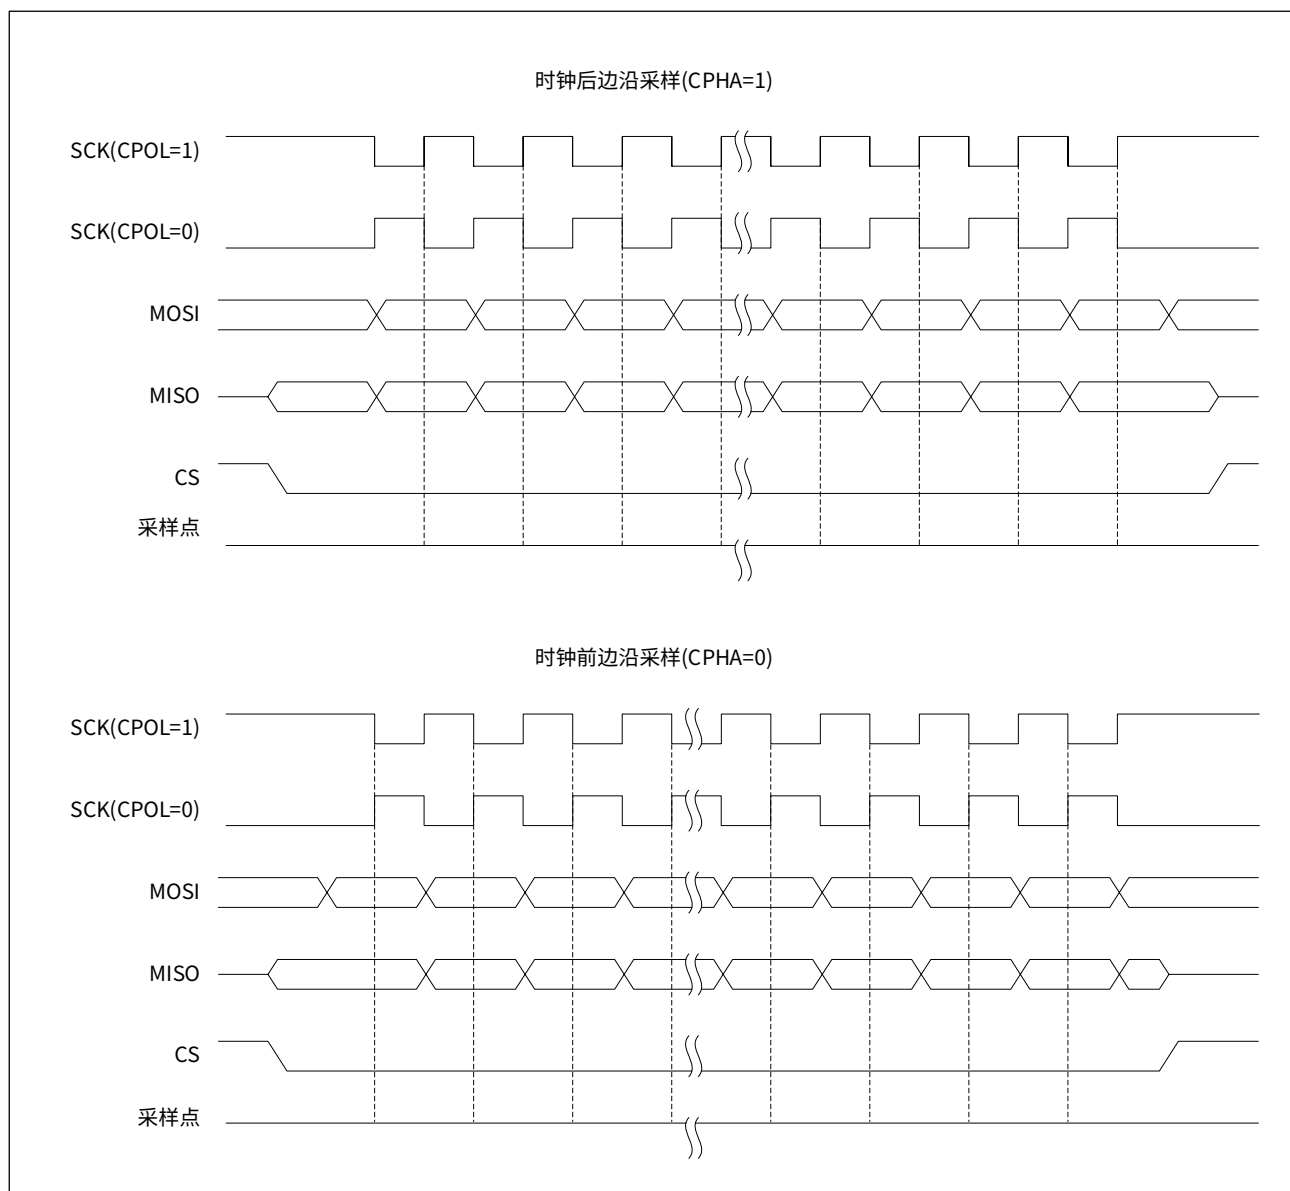 时钟后边沿采样(CPHA=1)
SCK(CPOL=1)
SCK(CPOL=0)
MOSI
MISO
CS
采样点
时钟前边沿采样(CPHA=0)
SCK(CPOL=1)
SCK(CPOL=0)
MOSI
MISO
CS
采样点